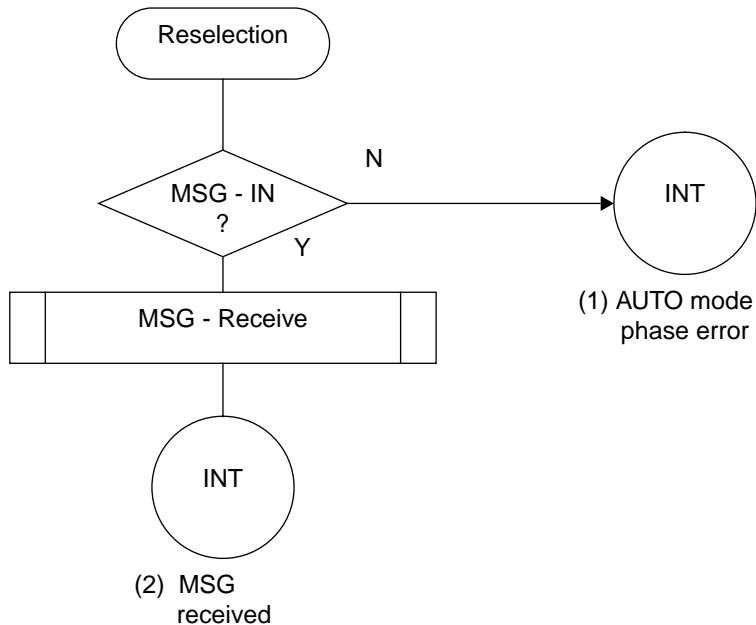 Reselection
N
MSG - IN
?
INT
Y
MSG - Receive
(1) AUTO mode
phase error
INT
(2) MSG
received